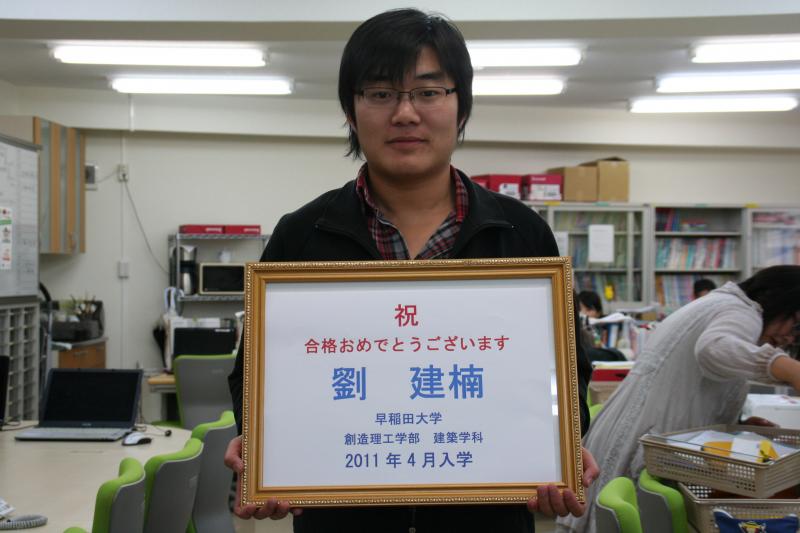 祝
合格おめでとうございます
劉　建楠
早稲田大学
創造理工学部　建築学科
2011 年 4 月入学